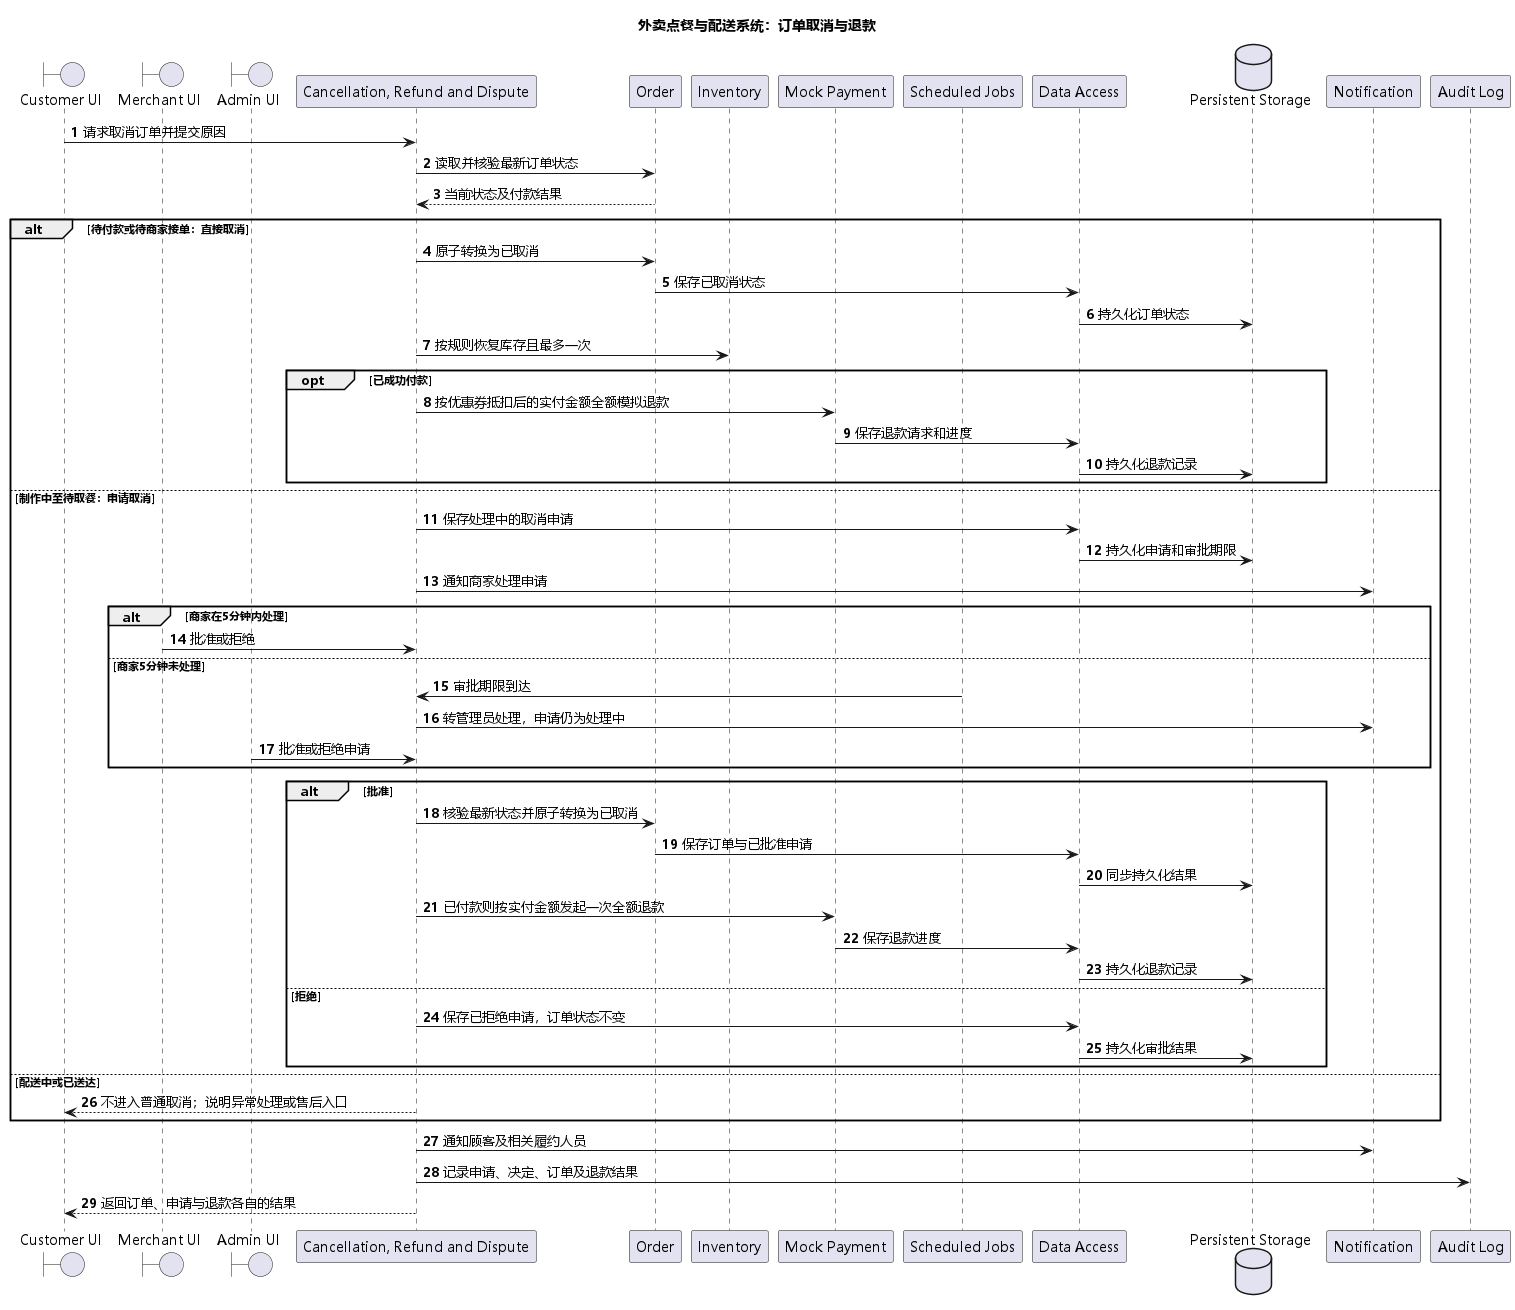 外卖点餐与配送系统：订单取消与退款
Customer UI
Merchant UI
Admin UI
Cancellation, Refund and Dispute
Order
Inventory
Mock Payment
Scheduled Jobs
Data Access
Persistent Storage
Notification
Audit Log
1 请求取消订单并提交原因
2 读取并核验最新订单状态
3 当前状态及付款结果
alt [待付款或待商家接单：直接取消]
4 原子转换为已取消
5 保存已取消状态
6 持久化订单状态
7 按规则恢复库存且最多一次
opt [已成功付款]
8 按优惠券抵扣后的实付金额全额模拟退款
9 保存退款请求和进度
10 持久化退款记录
[制作中至待取餐：申请取消]
11 保存处理中的取消申请
12 持久化申请和审批期限
13 通知商家处理申请
alt [商家在5分钟内处理]
14 批准或拒绝
[商家5分钟未处理]
15 审批期限到达
16 转管理员处理，申请仍为处理中
17 批准或拒绝申请
alt [批准]
18 核验最新状态并原子转换为已取消
19 保存订单与已批准申请
20 同步持久化结果
21 已付款则按实付金额发起一次全额退款
22 保存退款进度
23 持久化退款记录
[拒绝]
24 保存已拒绝申请，订单状态不变
25 持久化审批结果
[配送中或已送达]
26 不进入普通取消；说明异常处理或售后入口
27 通知顾客及相关履约人员
28 记录申请、决定、订单及退款结果
29 返回订单、申请与退款各自的结果
Customer UI
Merchant UI
Admin UI
Cancellation, Refund and Dispute
Order
Inventory
Mock Payment
Scheduled Jobs
Data Access
Persistent Storage
Notification
Audit Log